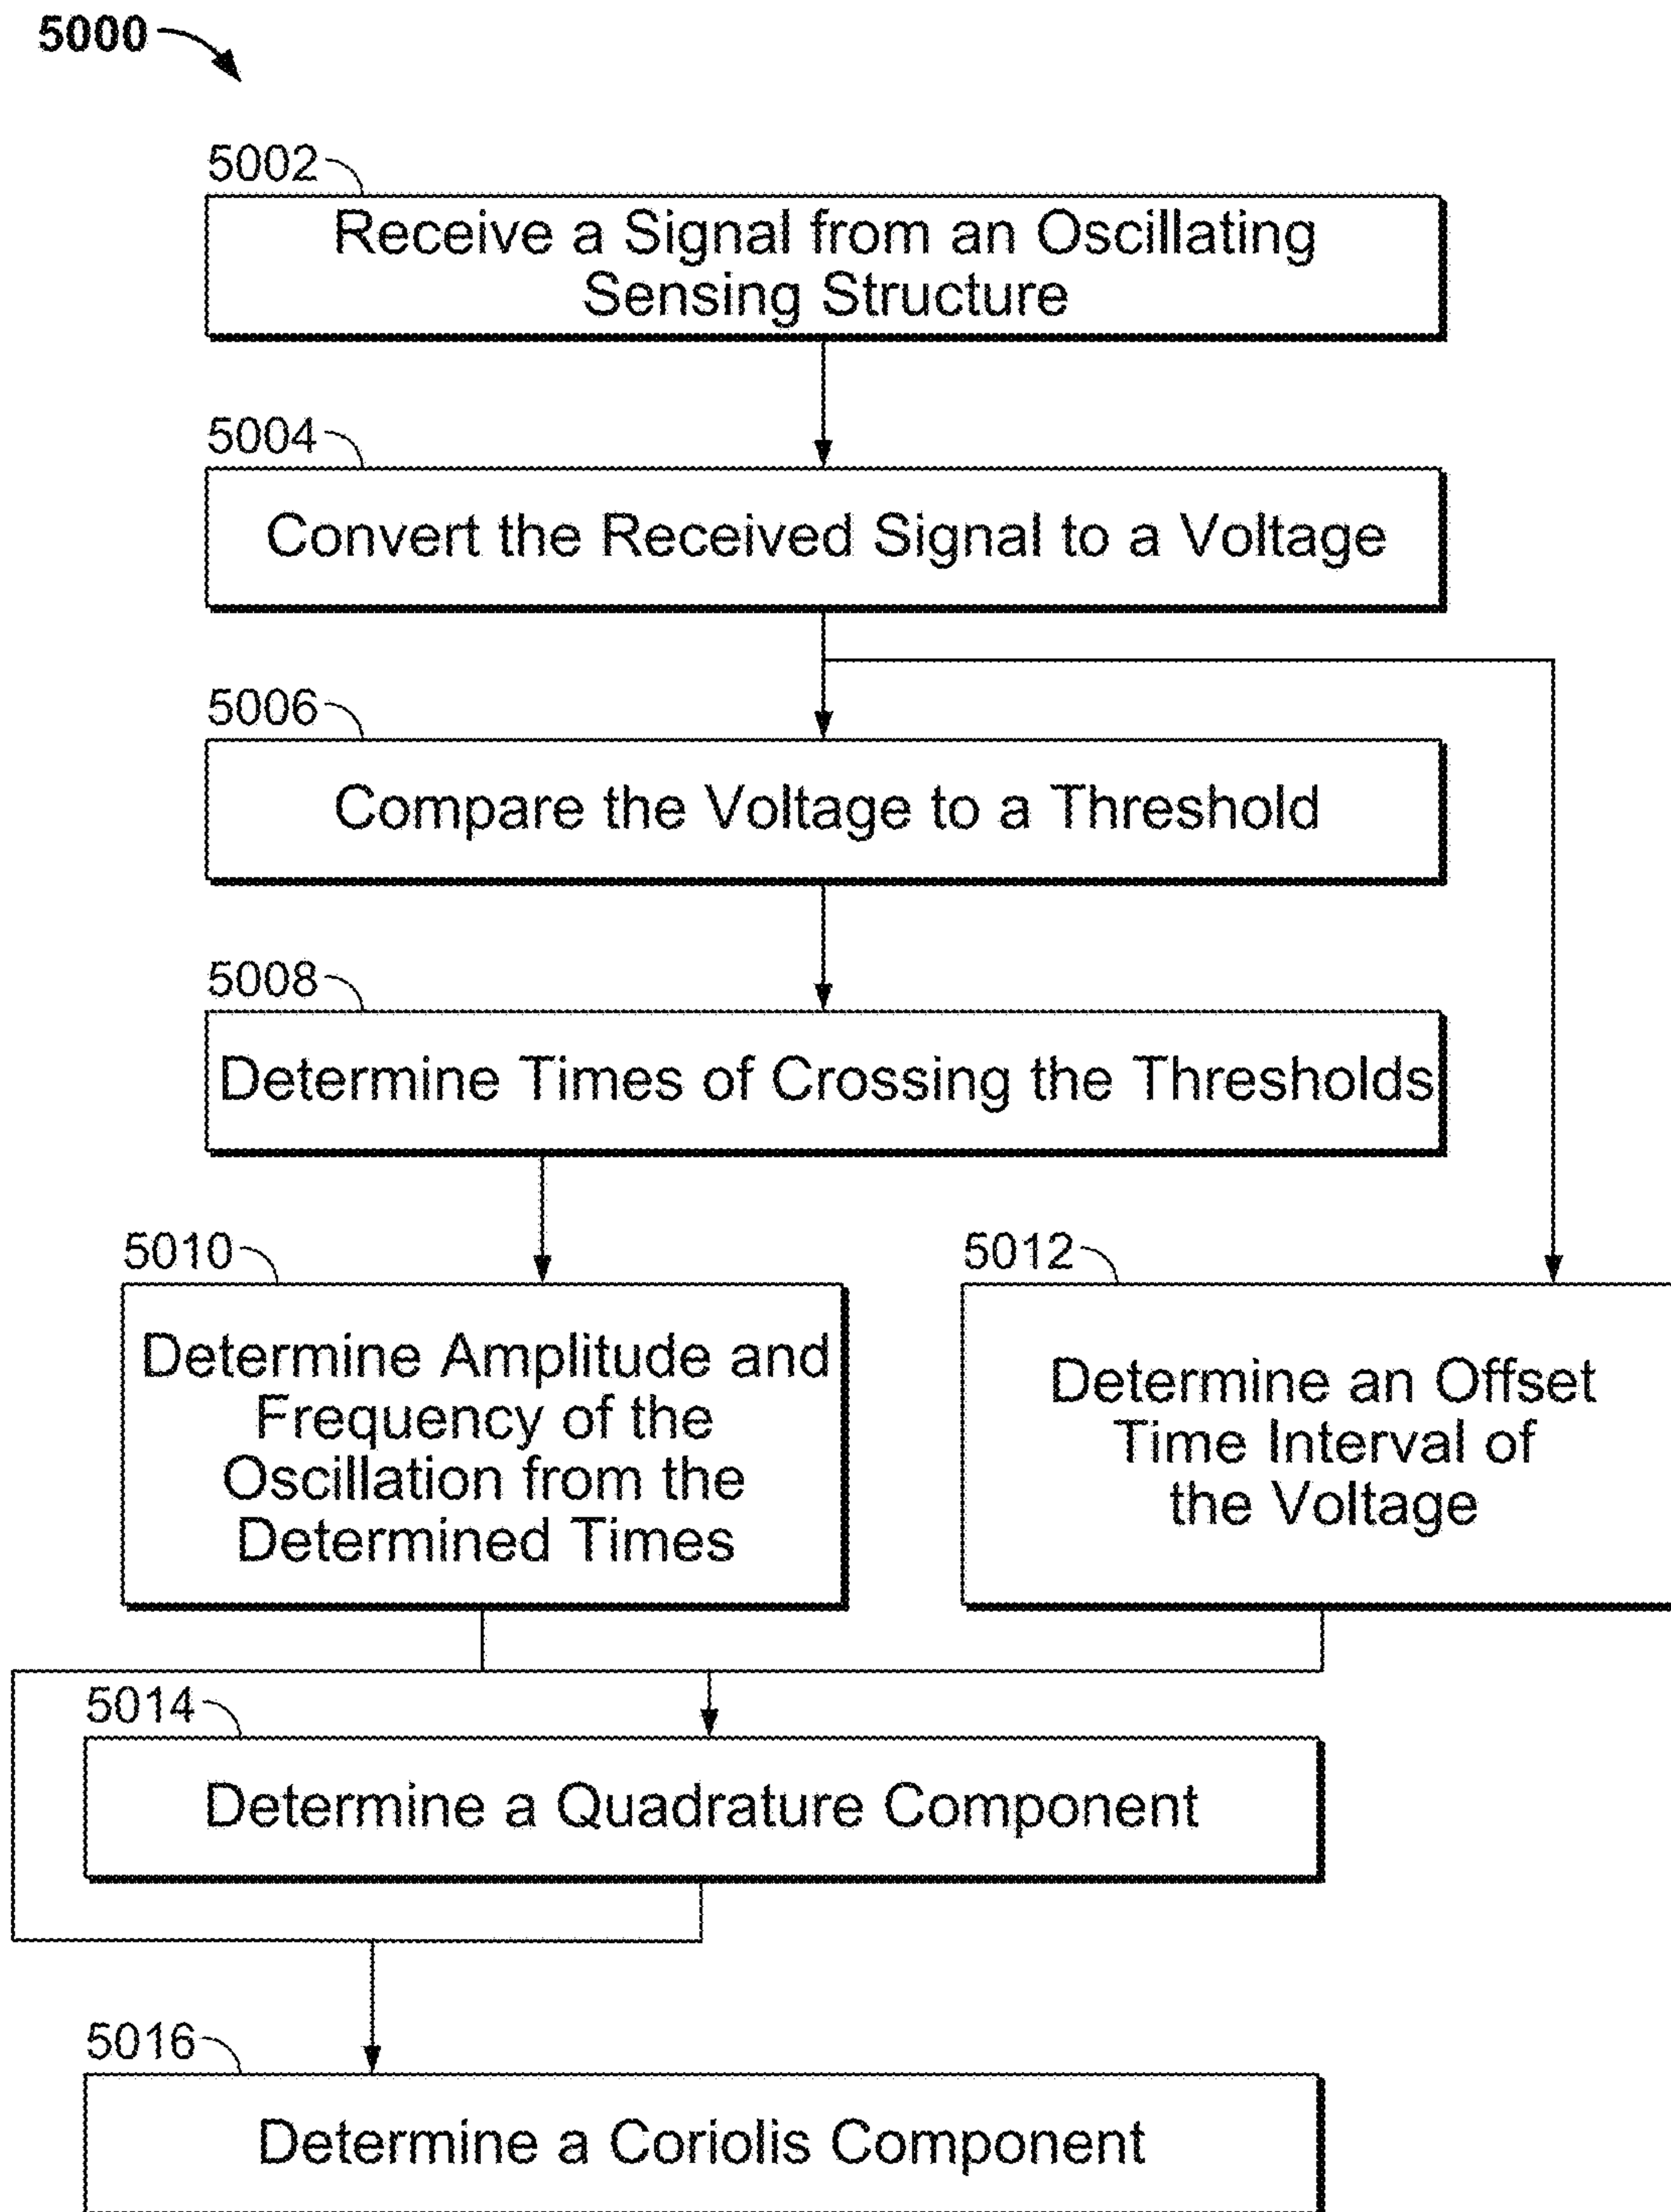 5000
5002
Receive a Signal from an Oscillating
Sensing Structure
5004
Convert the Received Signal to a Voltage
5006
Compare the Voltage to a Threshold
5008
Determine Times of Crossing the Thresholds
5010
Determine Amplitude and
Frequency of the
Oscillation from the
Determined Times
5012
Determine an Offset
Time Interval of
the Voltage
5014
Determine a Quadrature Component
5016
Determine a Coriolis Component